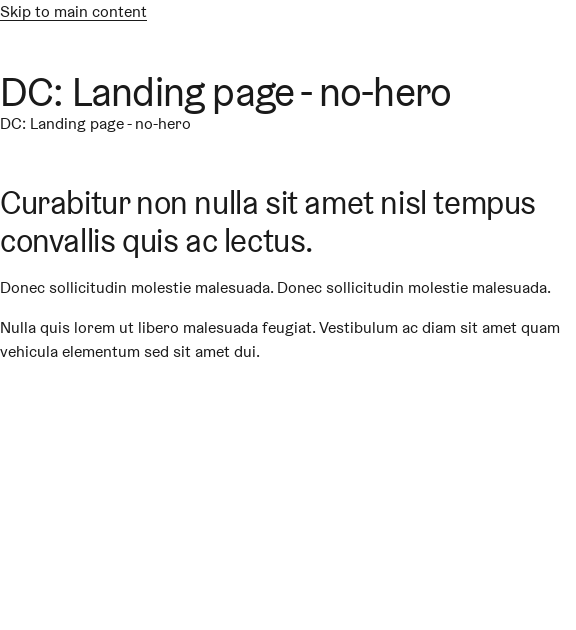 Skip to main content
DC: Landing page - no-hero
DC: Landing page - no-hero
Curabitur non nulla sit amet nisl tempus
convallis quis ac lectus.
Donec sollicitudin molestie malesuada. Donec sollicitudin molestie malesuada.
Nulla quis lorem ut libero malesuada feugiat. Vestibulum ac diam sit amet quam
vehicula elementum sed sit amet dui.